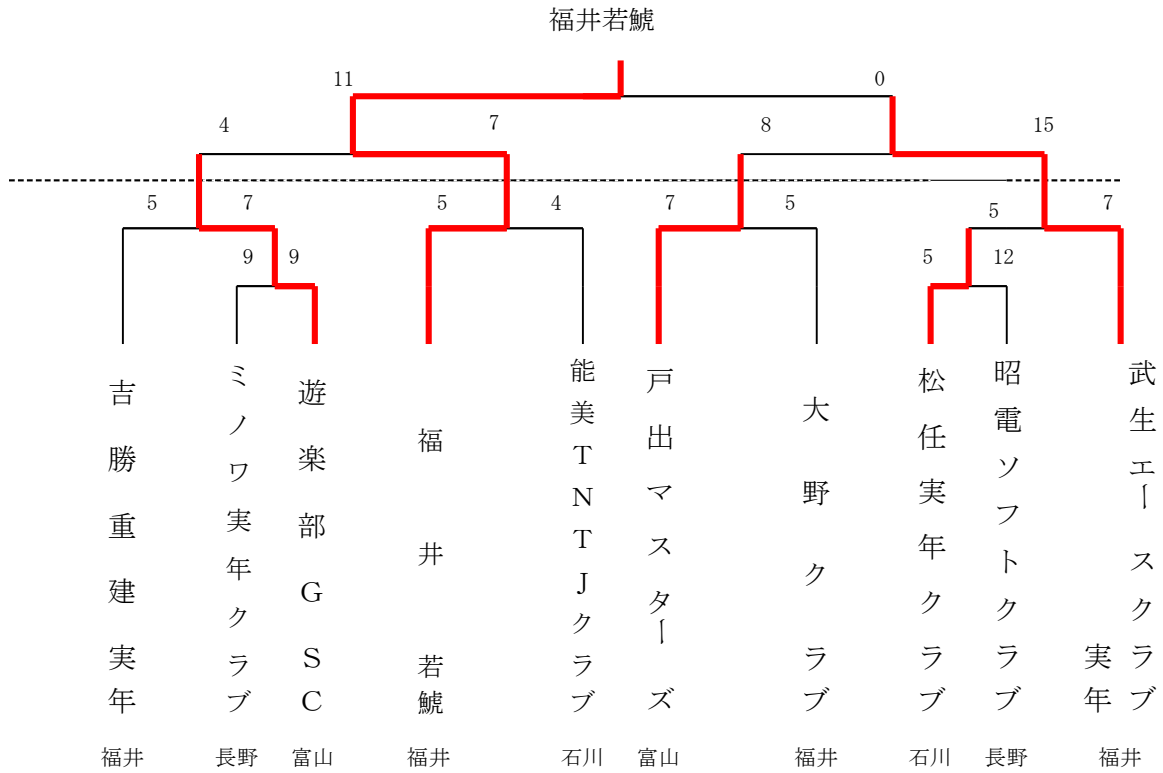 福井若鯱
11 0
4 7 8 15
5 7 5 4 7 5 5 7
9 9 5 12
吉勝重建実年
ミノワ実年クラブ
遊楽部GSC
福井若鯱
能美TNTJクラブ
戸出マスターズ
大野クラブ
松任実年クラブ
昭電ソフトクラブ
武生エースクラブ
実年
福井 長野 富山 福井 石川 富山 福井 石川 長野 福井